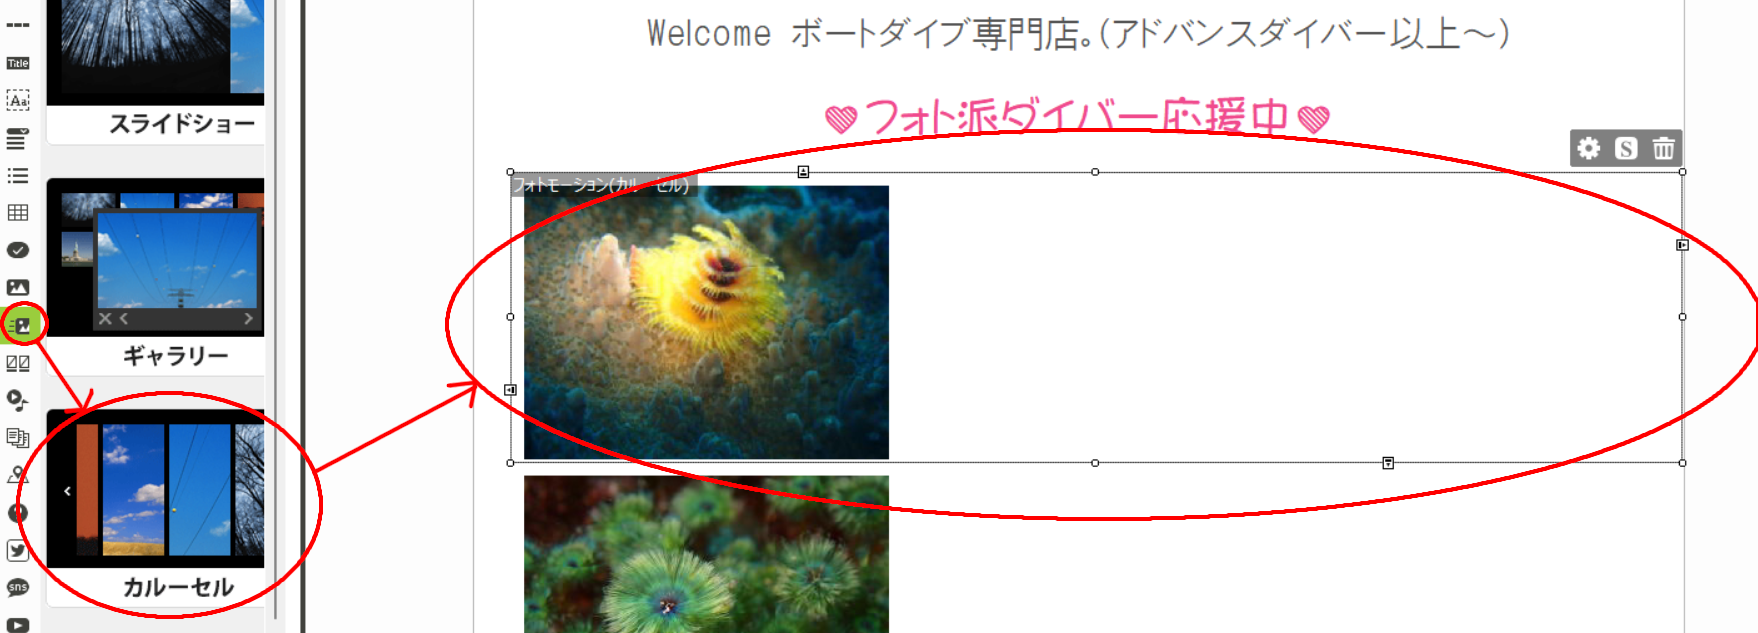 Title
Aa
sns
スライドショー
ギャラリー
カルーセル
Welcome ボートダイブ専門店。(アドバンスダイバー以上～)
フォト派ダイバー応援中
S
フォトモーション(カルーセル)